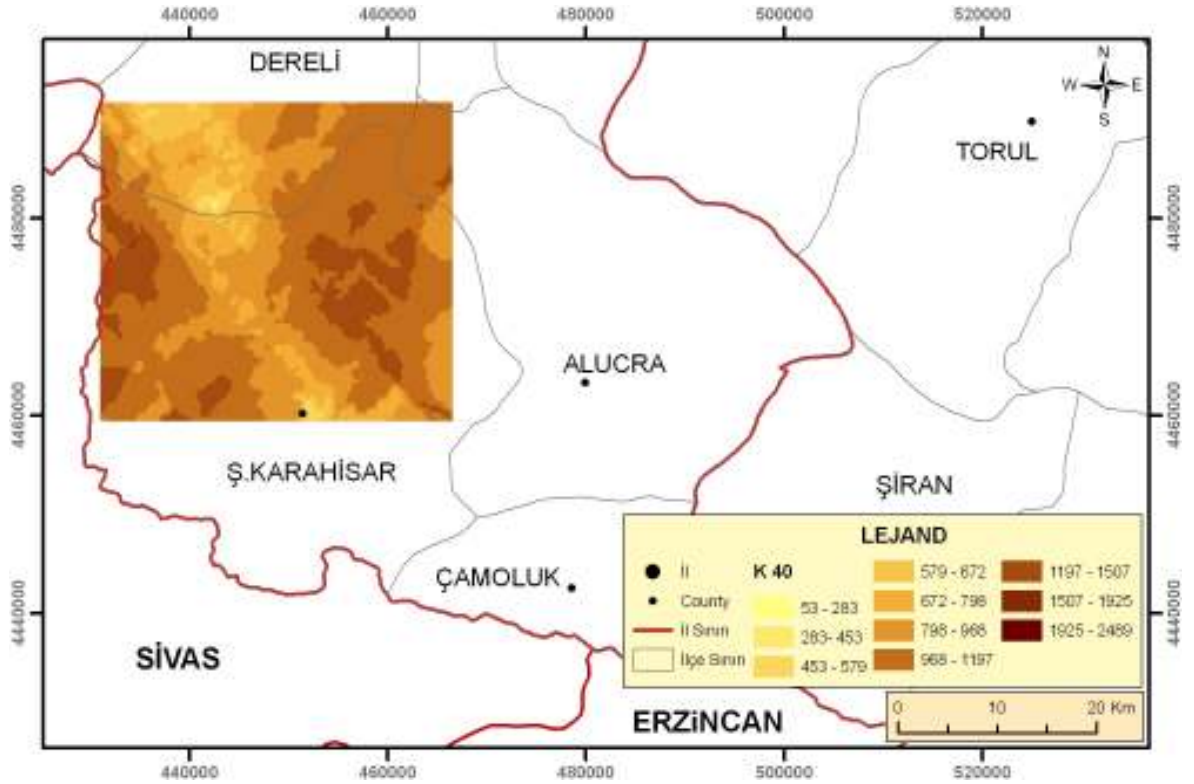 440000 460000 480000 500000 520000
DERELİ
N
W E
S
TORUL
4480000 4480000
ALUCRA
4460000 4460000
Ş.KARAHİSAR
ŞİRAN
LEJAND
ÇAMOLUK
İl
K 40
County
İl Sınırı
İlçe Sınırı
53 - 283
283- 453
453 - 579
579 - 672
672 - 798
798 - 968
968 - 1197
1197 - 1507
1507 - 1925
1925 - 2489
4440000 4440000
SİVAS
ERZiNCAN
0 10 20 Km
440000 460000 480000 500000 520000